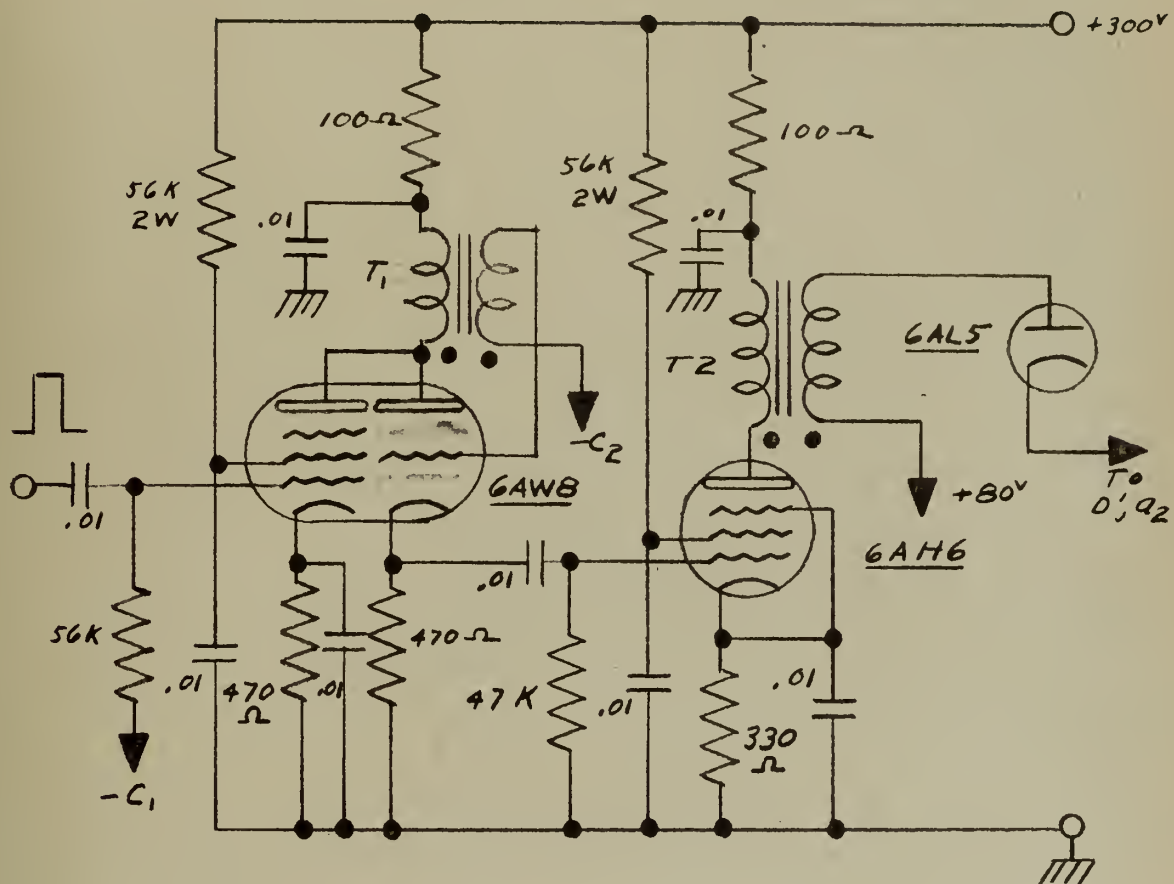 +300V
100Ω
100Ω
56K
2W
56K
2W
.01
.01
T1
T2
6AL5
-C2
6AW8
+80V
TO
D', a2
.01
.01
6AH6
56K
470Ω
.01
.01
47K
.01
.01
470
Ω
330
Ω
-C1